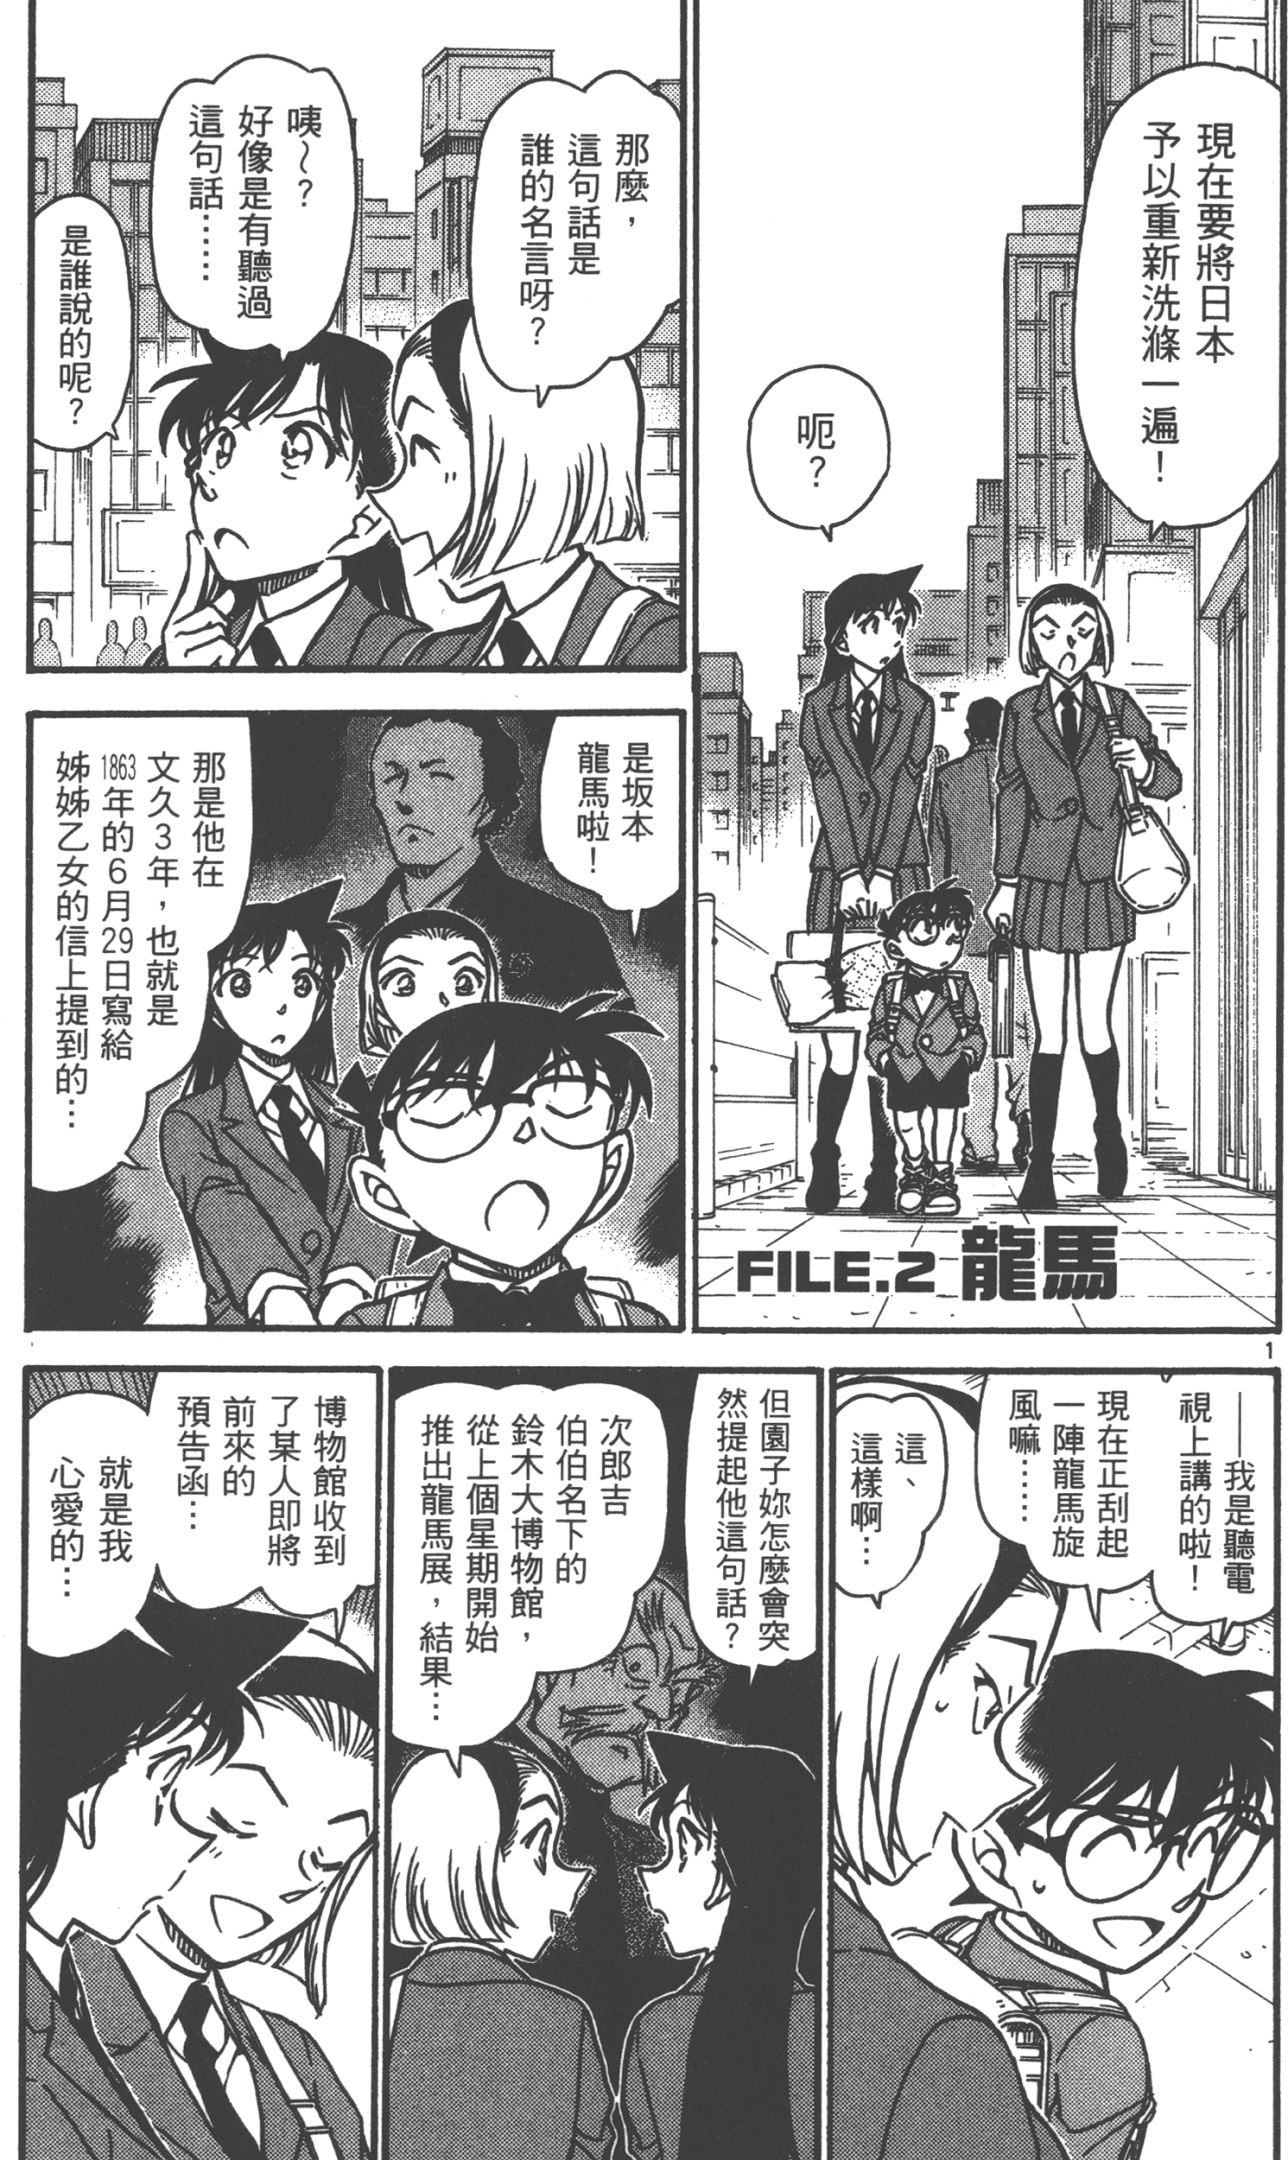 現在要將日本
予以重新洗滌一遍！
呃？
FILE.2 龍馬
那麼，
這句話是
誰的名言呀？
咦～？
好像是有聽過
這句話……
是誰說的呢？
是坂本
龍馬啦！
那是他在
文久3年，也就是
1863年的6月29日寫給
姊姊乙女的信上提到的…
1
——我是聽電
視上講的啦！
現在正刮起
一陣龍馬旋
風嘛……
這、
這樣啊…
但園子妳怎麼會突
然提起他這句話？
次郎吉
伯伯名下的
鈴木大博物館，
從上個星期開始
推出龍馬展，結果…
博物館收到
了某人即將
前來的
預告函…
就是我
心愛的…